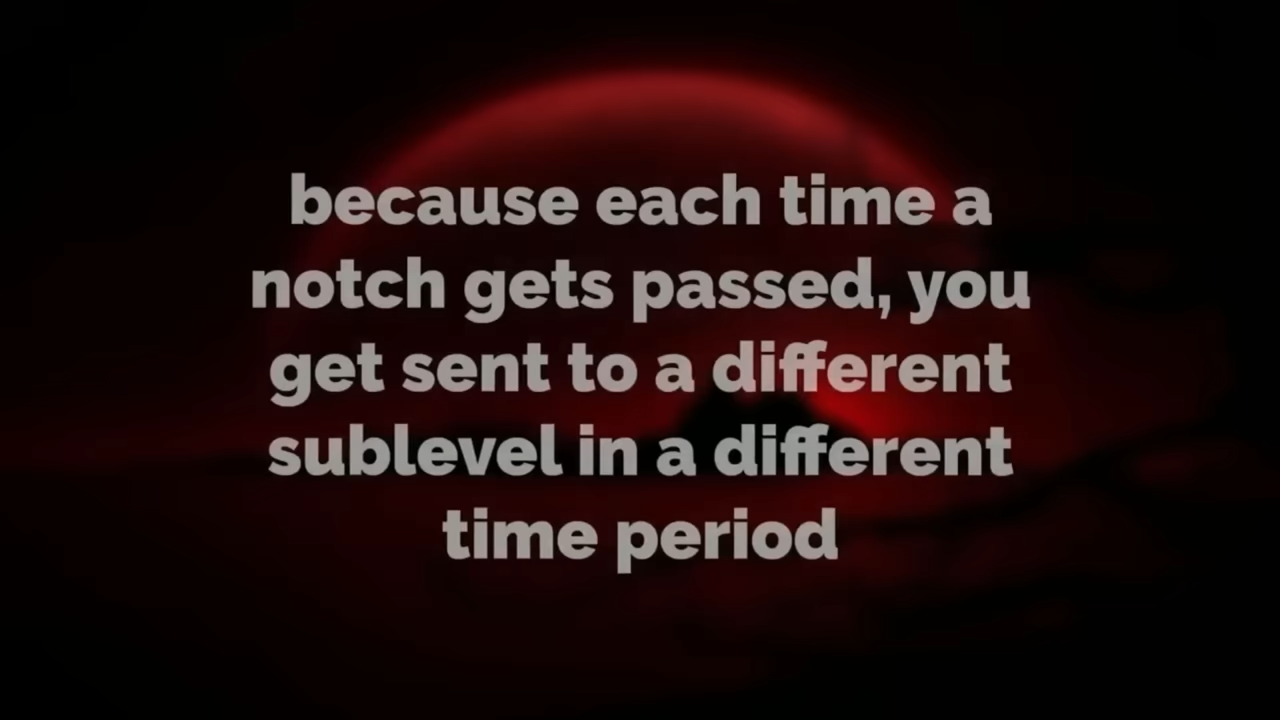 because each time a
notch gets passed, you
get sent to a different
sublevel in a different
time period